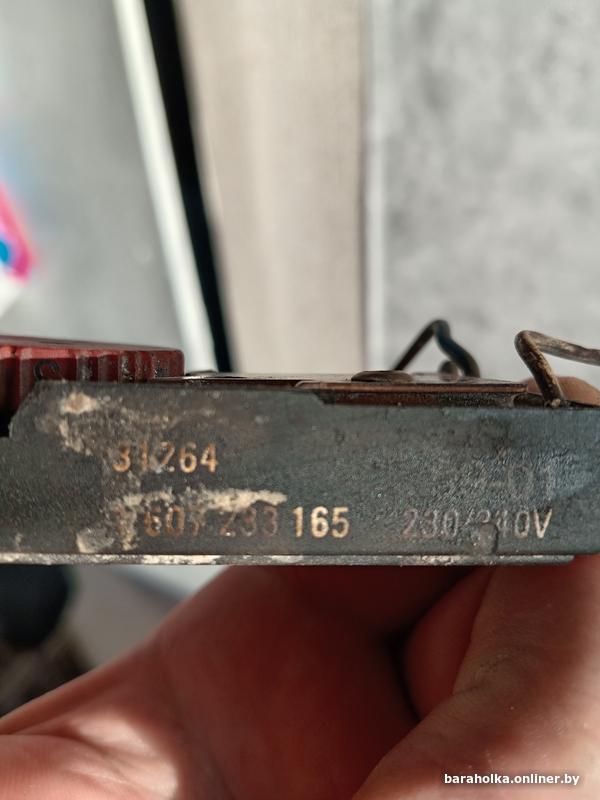 31264
1 607 233 165 230/240V
baraholka.onliner.by